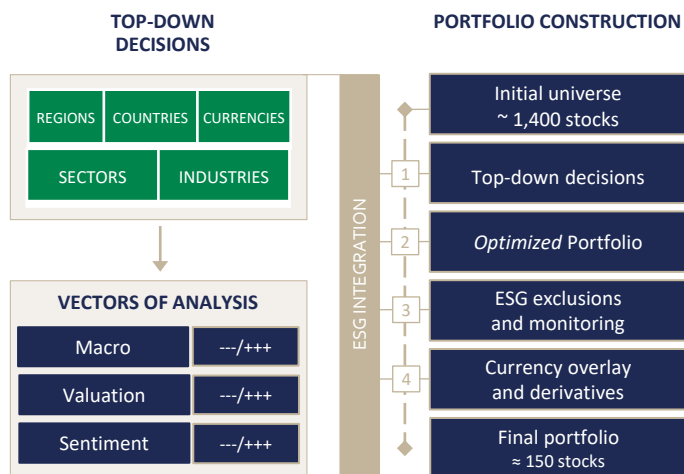 TOP-DOWN
DECISIONS
REGIONS
COUNTRIES
CURRENCIES
SECTORS
INDUSTRIES
VECTORS OF ANALYSIS
Macro
---/+++
Valuation
---/+++
Sentiment
---/+++
ESG INTEGRATION
PORTFOLIO CONSTRUCTION
Initial universe
~ 1,400 stocks
1
Top-down decisions
2
Optimized Portfolio
3
ESG exclusions
and monitoring
4
Currency overlay
and derivatives
Final portfolio
≈ 150 stocks